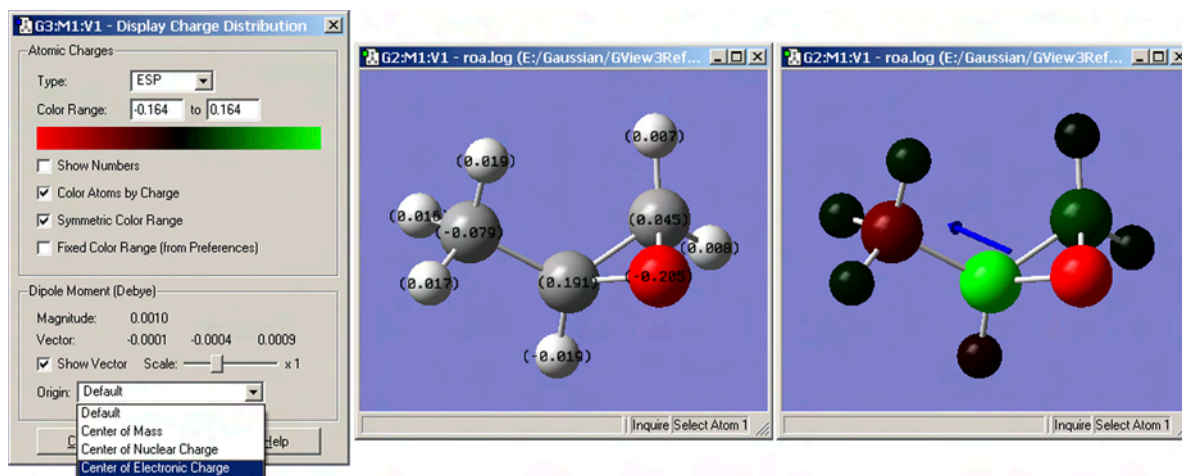 G3:M1:V1 - Display Charge Distribution
Atomic Charges
Type: ESP
Color Range: -0.164 to 0.164
Show Numbers
Color Atoms by Charge
Symmetric Color Range
Fixed Color Range (from Preferences)
Dipole Moment (Debye)
Magnitude: 0.0010
Vector: -0.0001 -0.0004 0.0009
Show Vector Scale: x 1
Origin: Default
Default
Center of Mass
Center of Nuclear Charge
Center of Electronic Charge
Help
G2:M1:V1 - roa.log (E:/Gaussian/GView3Ref...
(0.007)
(0.019)
(0.016)
(-0.079)
(0.045)
(0.008)
(0.017)
(0.191)
(-0.205)
(-0.019)
Inquire Select Atom 1
G2:M1:V1 - roa.log (E:/Gaussian/GView3Ref...
Inquire Select Atom 1